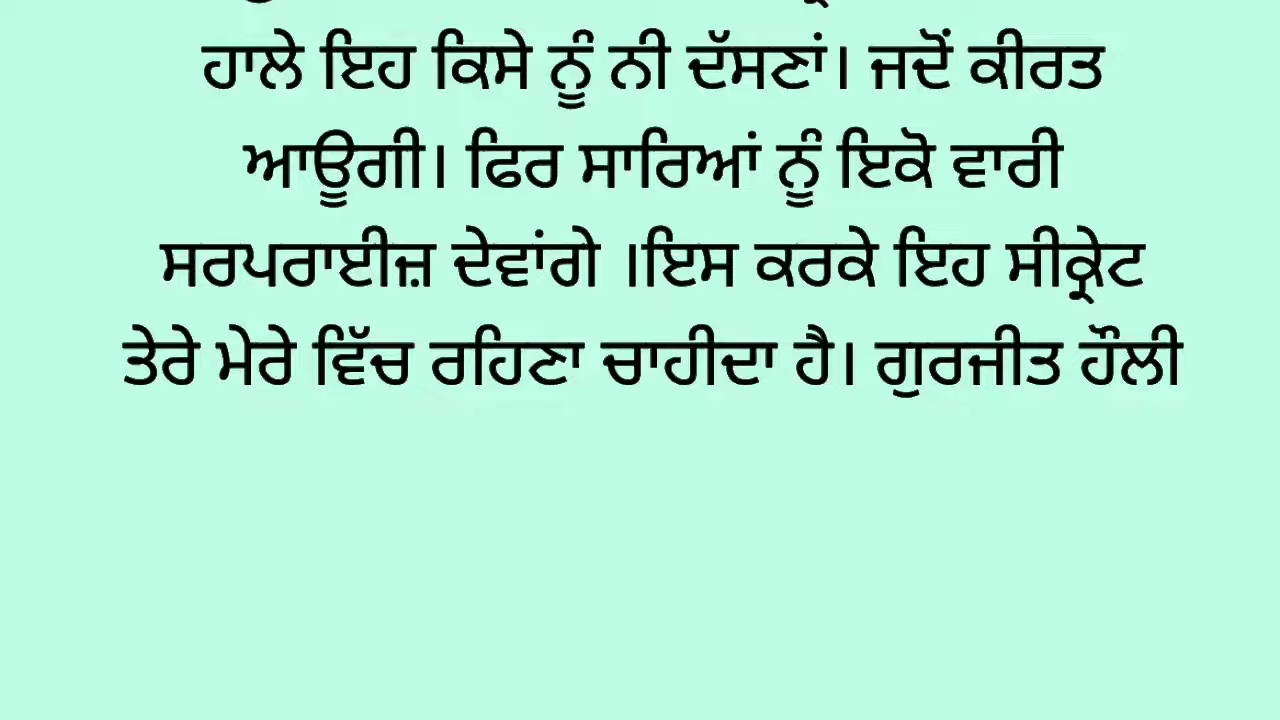 ਹਾਲੇ ਇਹ ਕਿਸੇ ਨੂੰ ਨੀ ਦੱਸਣਾਂ। ਜਦੋਂ ਕੀਰਤ
ਆਊਗੀ। ਫਿਰ ਸਾਰਿਆਂ ਨੂੰ ਇਕੋ ਵਾਰੀ
ਸਰਪਰਾਈਜ਼ ਦੇਵਾਂਗੇ ।ਇਸ ਕਰਕੇ ਇਹ ਸੀਕ੍ਰੇਟ
ਤੇਰੇ ਮੇਰੇ ਵਿੱਚ ਰਹਿਣਾ ਚਾਹੀਦਾ ਹੈ। ਗੁਰਜੀਤ ਹੌਲੀ